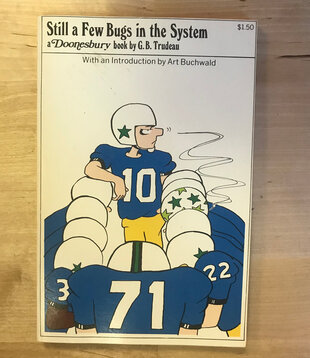 Still a Few Bugs in the System
$1.50
a Doonesbury book by G.B. Trudeau
With an Introduction by Art Buchwald
10
3
22
71